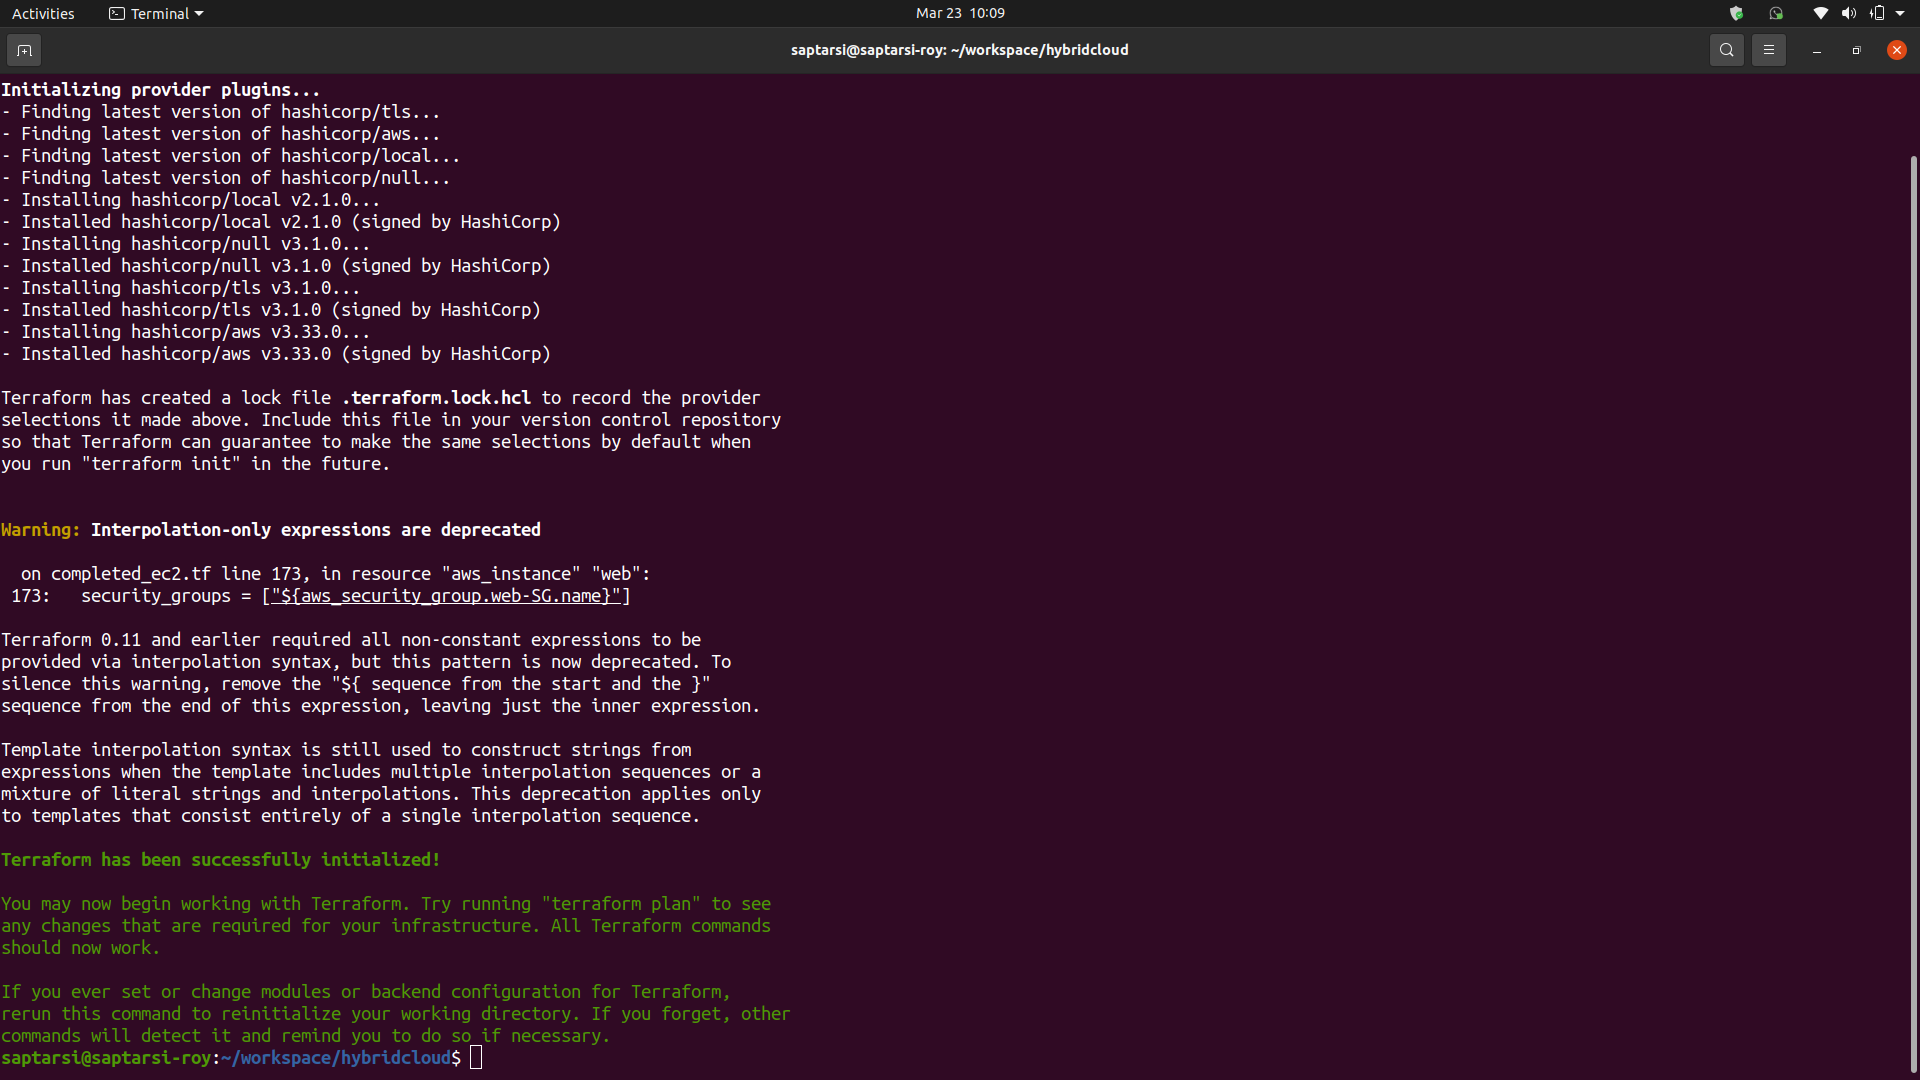 Activities
Terminal
Mar 23 10:09
saptarsi@saptarsi-roy: ~/workspace/hybridcloud
Initializing provider plugins...
- Finding latest version of hashicorp/tls...
- Finding latest version of hashicorp/aws...
- Finding latest version of hashicorp/local...
- Finding latest version of hashicorp/null...
- Installing hashicorp/local v2.1.0...
- Installed hashicorp/local v2.1.0 (signed by HashiCorp)
- Installing hashicorp/null v3.1.0...
- Installed hashicorp/null v3.1.0 (signed by HashiCorp)
- Installing hashicorp/tls v3.1.0...
- Installed hashicorp/tls v3.1.0 (signed by HashiCorp)
- Installing hashicorp/aws v3.33.0...
- Installed hashicorp/aws v3.33.0 (signed by HashiCorp)
Terraform has created a lock file .terraform.lock.hcl to record the provider
selections it made above. Include this file in your version control repository
so that Terraform can guarantee to make the same selections by default when
you run "terraform init" in the future.
Warning: Interpolation-only expressions are deprecated
on completed_ec2.tf line 173, in resource "aws_instance" "web":
173: security_groups = ["${aws_security_group.web-SG.name}"]
Terraform 0.11 and earlier required all non-constant expressions to be
provided via interpolation syntax, but this pattern is now deprecated. To
silence this warning, remove the "${ sequence from the start and the }"
sequence from the end of this expression, leaving just the inner expression.
Template interpolation syntax is still used to construct strings from
expressions when the template includes multiple interpolation sequences or a
mixture of literal strings and interpolations. This deprecation applies only
to templates that consist entirely of a single interpolation sequence.
Terraform has been successfully initialized!
You may now begin working with Terraform. Try running "terraform plan" to see
any changes that are required for your infrastructure. All Terraform commands
should now work.
If you ever set or change modules or backend configuration for Terraform,
rerun this command to reinitialize your working directory. If you forget, other
commands will detect it and remind you to do so if necessary.
saptarsi@saptarsi-roy:~/workspace/hybridcloud$